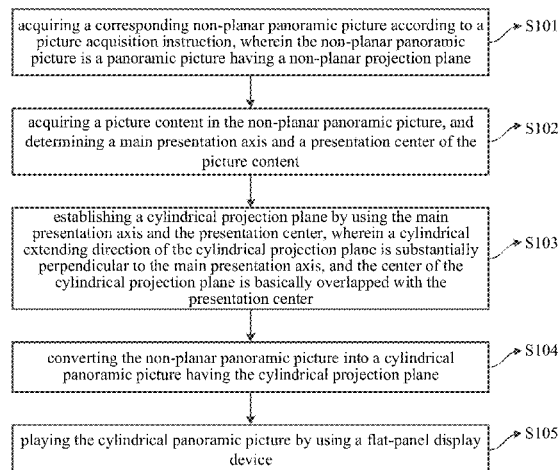 acquiring a corresponding non-planar panoramic picture according to
a picture acquisition instruction, wherein the non-planar panoramic
picture is a panoramic picture having a non-planar projection plane
S101
acquiring a picture content in the non-planar panoramic picture, and
determining a main presentation axis and a presentation center of the
picture content
S102
establishing a cylindrical projection plane by using the main
presentation axis and the presentation center, wherein a cylindrical
extending direction of the cylindrical projection plane is substantially
perpendicular to the main presentation axis, and the center of the
cylindrical projection plane is basically overlapped with the
presentation center
S103
converting the non-planar panoramic picture into a cylindrical
panoramic picture having the cylindrical projection plane
S104
playing the cylindrical panoramic picture by using a flat-panel display
device
S105